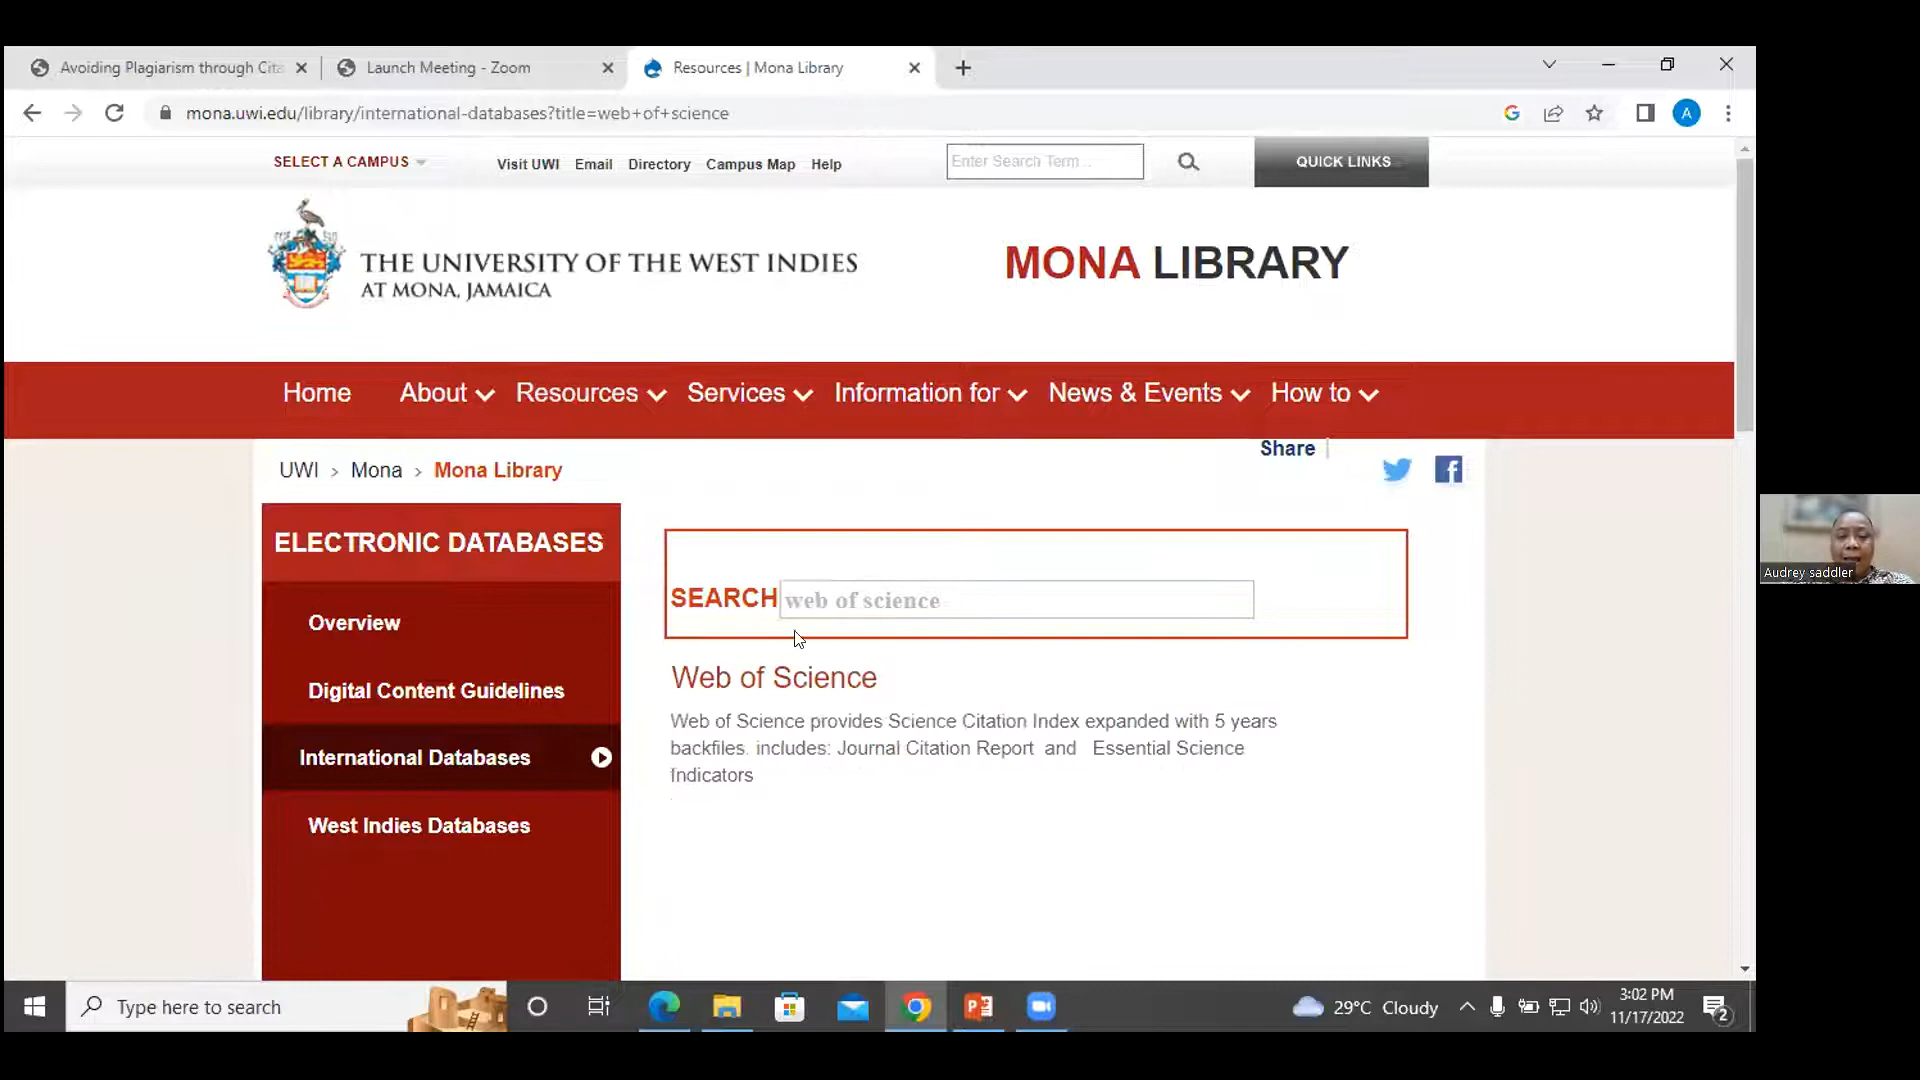 Avoiding Plagiarism through Cita
Launch Meeting - Zoom
Resources | Mona Library
mona.uwi.edu/library/international-databases?title=web+of+science
A
SELECT A CAMPUS
Visit UWI Email Directory Campus Map Help
Enter Search Term ..
QUICK LINKS
THE UNIVERSITY OF THE WEST INDIES
AT MONA, JAMAICA
MONA LIBRARY
Home About Resources Services Information for News & Events How to
Share |
UWI > Mona > Mona Library
ELECTRONIC DATABASES
Overview
Digital Content Guidelines
International Databases
West Indies Databases
SEARCH web of science
Web of Science
Web of Science provides Science Citation Index expanded with 5 years
backfiles. includes: Journal Citation Report and Essential Science
Indicators
Audrey saddler
Type here to search
29°C Cloudy
3:02 PM
11/17/2022
2